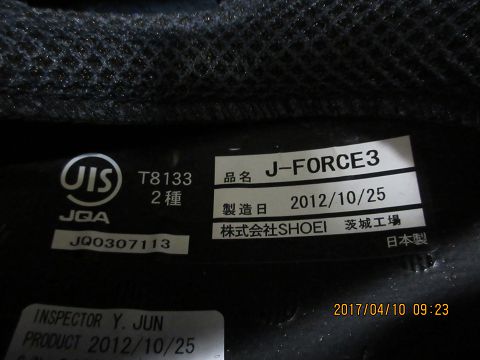 JIS
JQA
T8133
2種
JQ0307113
品名 J-FORCE3
製造日 2012/10/25
株式会社SHOEI 茨城工場
日本製
INSPECTOR Y. JUN
PRODUCT 2012/10/25
2017/04/10 09:23